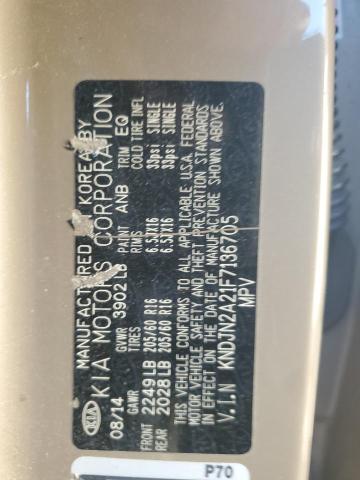 KIA
MANUFACTURED IN KOREA BY
KIA MOTORS CORPORATION
08/14 GVWR 3902 LB PAINT ANB TRIM EQ
GAWR TIRES RIMS COLD TIRE INFL
FRONT 2249 LB 205/60 R16 6.5JX16 33psi SINGLE
REAR 2028 LB 205/60 R16 6.5JX16 33psi SINGLE
THIS VEHICLE CONFORMS TO ALL APPLICABLE U.S.A. FEDERAL
MOTOR VEHICLE SAFETY AND THEFT PREVENTION STANDARDS
IN EFFECT ON THE DATE OF MANUFACTURE SHOWN ABOVE.
V.I.N KNDJN2A21F7136705
MPV
P70